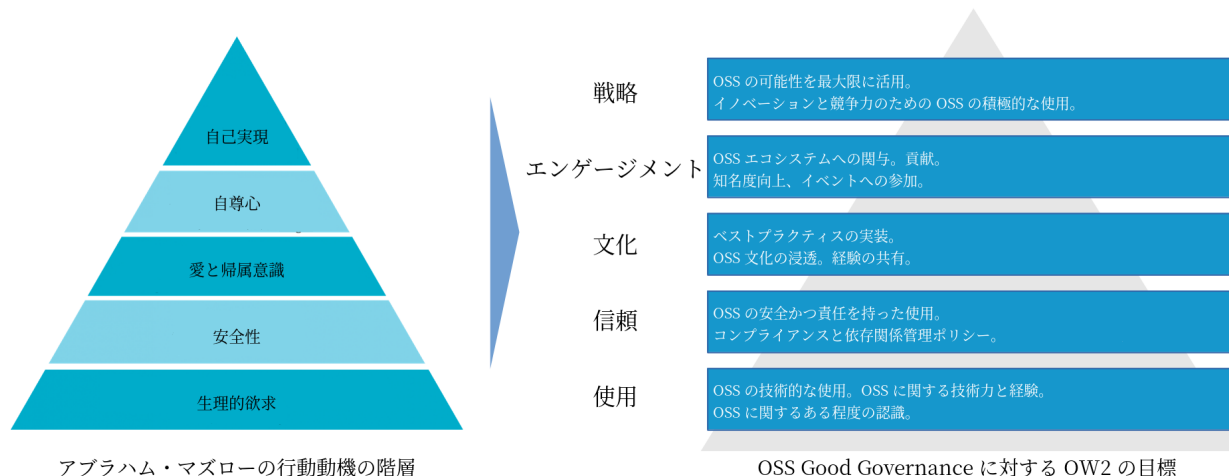 自己実現
自尊心
愛と帰属意識
安全性
生理的欲求
アブラハム・マズローの行動動機の階層
戦略
OSS の可能性を最大限に活用。
イノベーションと競争力のための OSS の積極的な使用。
エンゲージメント
OSS エコシステムへの関与。貢献。
知名度向上、イベントへの参加。
文化
ベストプラクティスの実装。
OSS 文化の浸透。経験の共有。
信頼
OSS の安全かつ責任を持った使用。
コンプライアンスと依存関係管理ポリシー。
使用
OSS の技術的な使用。OSS に関する技術力と経験。
OSS に関するある程度の認識。
OSS Good Governance に対する OW2 の目標